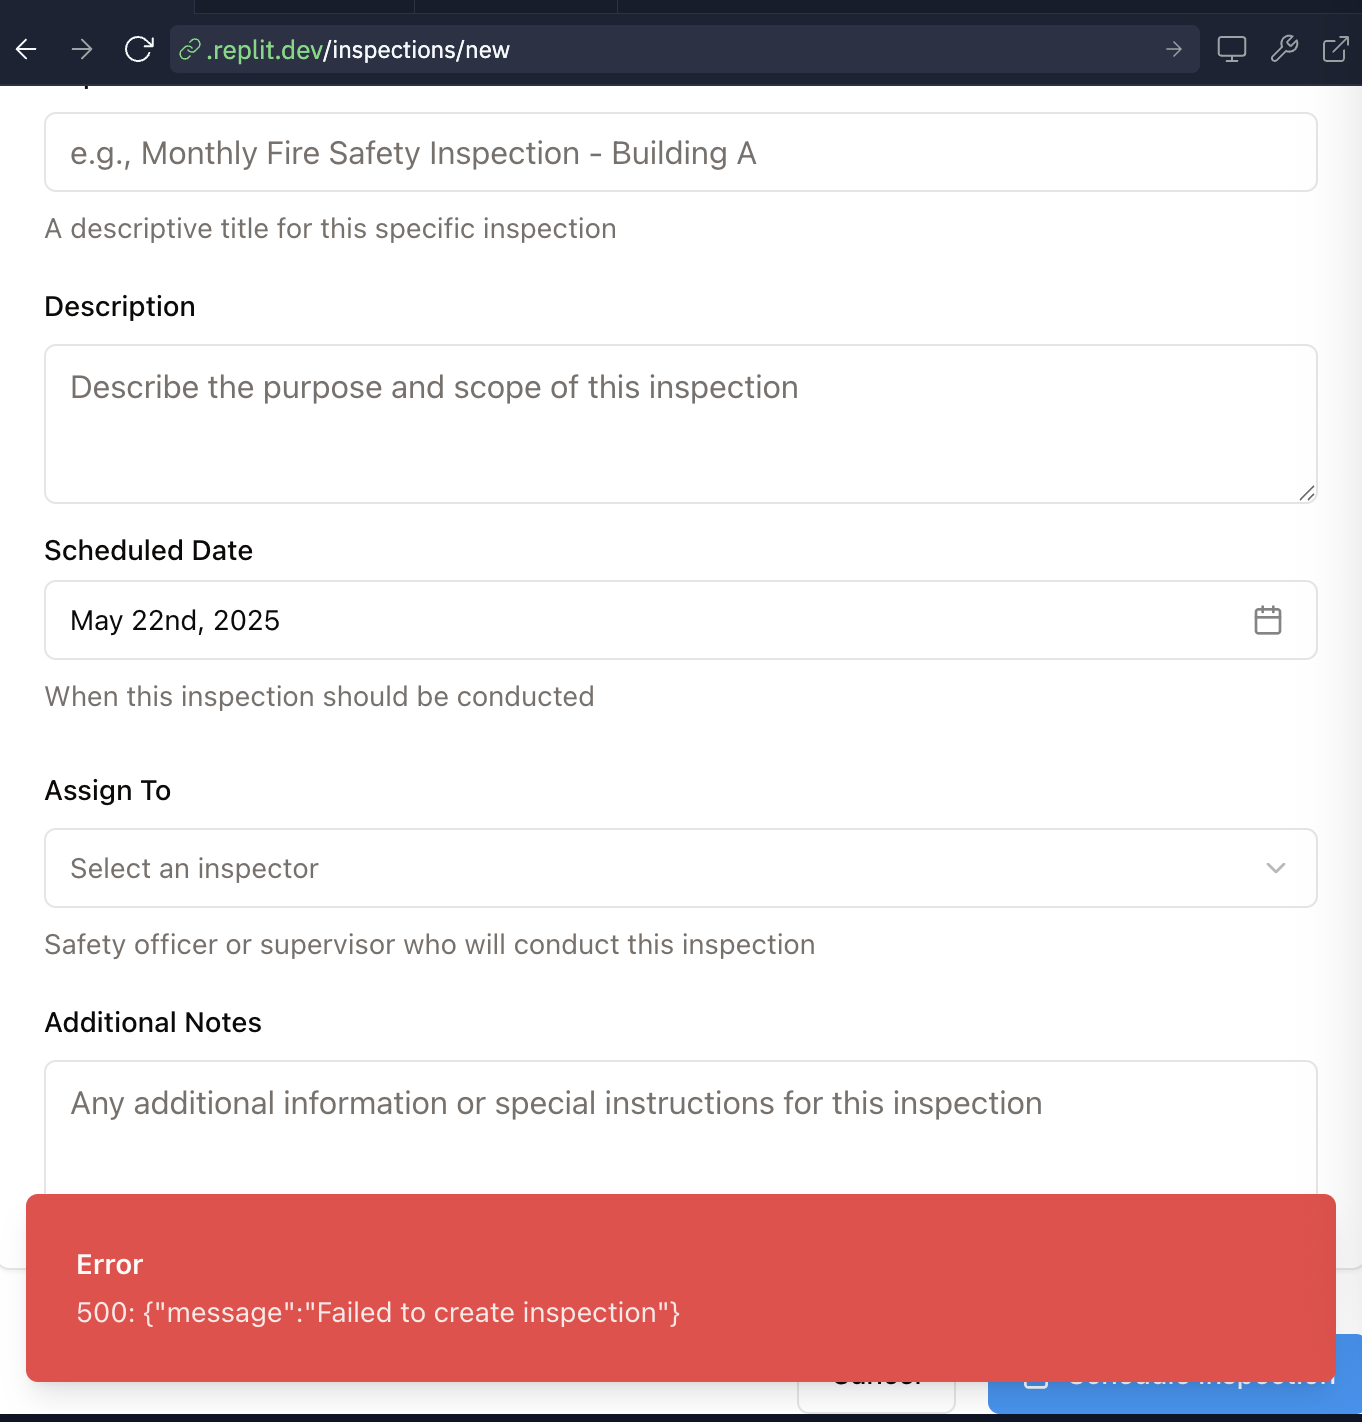 .replit.dev/inspections/new
e.g., Monthly Fire Safety Inspection - Building A
A descriptive title for this specific inspection
Description
Describe the purpose and scope of this inspection
Scheduled Date
May 22nd, 2025
When this inspection should be conducted
Assign To
Select an inspector
Safety officer or supervisor who will conduct this inspection
Additional Notes
Any additional information or special instructions for this inspection
Error
500: {"message":"Failed to create inspection"}
Cancel
Schedule Inspection